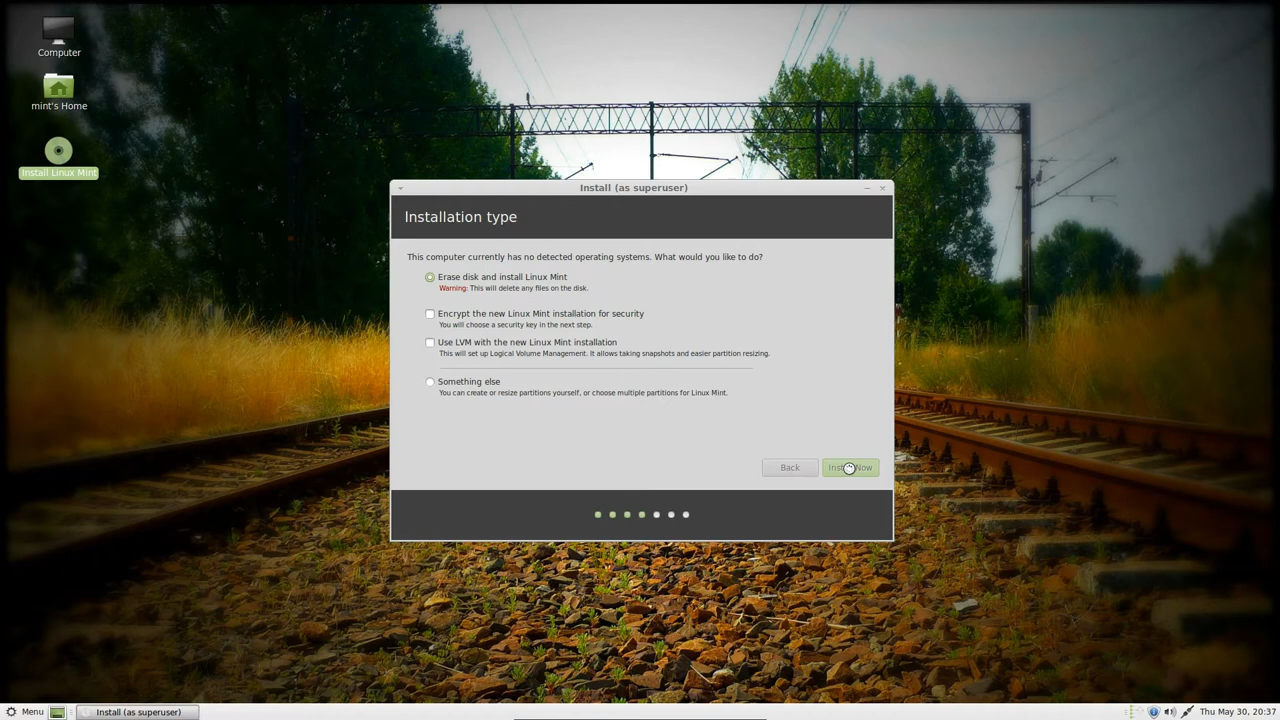 Computer
mint's Home
Install Linux Mint
Install (as superuser)
Installation type
This computer currently has no detected operating systems. What would you like to do?
Erase disk and install Linux Mint
Warning: This will delete any files on the disk.
Encrypt the new Linux Mint installation for security
You will choose a security key in the next step.
Use LVM with the new Linux Mint installation
This will set up Logical Volume Management. It allows taking snapshots and easier partition resizing.
Something else
You can create or resize partitions yourself, or choose multiple partitions for Linux Mint.
Back Install Now
Menu Install (as superuser) Thu May 30, 20:37